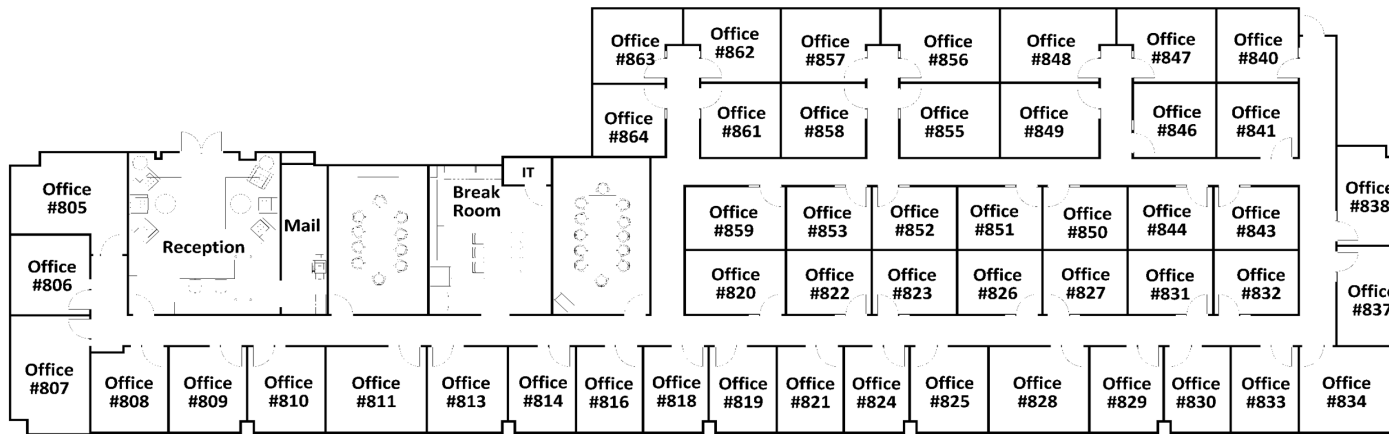 Office
#863
Office
#862
Office
#857
Office
#856
Office
#848
Office
#847
Office
#840
Office
#864
Office
#861
Office
#858
Office
#855
Office
#849
Office
#846
Office
#841
Office
#805
Reception
Mail
Break
Room
IT
Office
#838
Office
#859
Office
#853
Office
#852
Office
#851
Office
#850
Office
#844
Office
#843
Office
#806
Office
#820
Office
#822
Office
#823
Office
#826
Office
#827
Office
#831
Office
#832
Office
#837
Office
#807
Office
#808
Office
#809
Office
#810
Office
#811
Office
#813
Office
#814
Office
#816
Office
#818
Office
#819
Office
#821
Office
#824
Office
#825
Office
#828
Office
#829
Office
#830
Office
#833
Office
#834